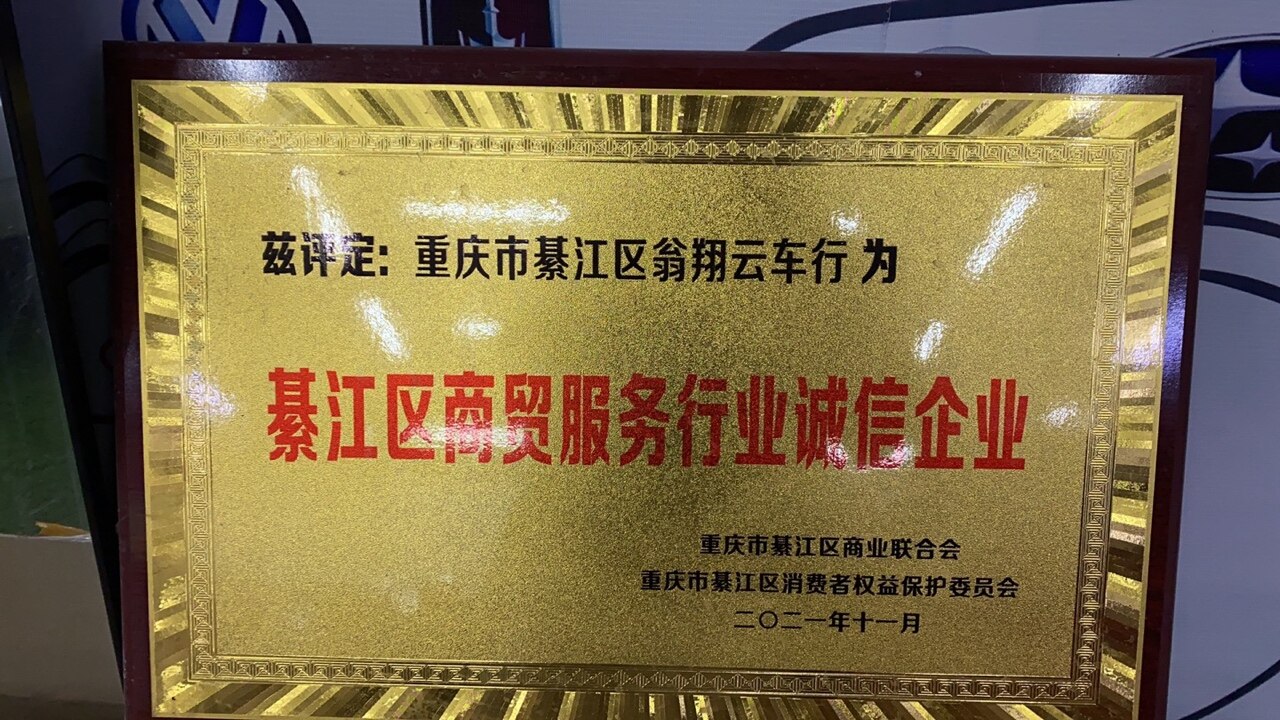 兹评定：重庆市綦江区翁翔云车行为
綦江区商贸服务行业诚信企业
重庆市綦江区商业联合会
重庆市綦江区消费者权益保护委员会
二〇二一年十一月